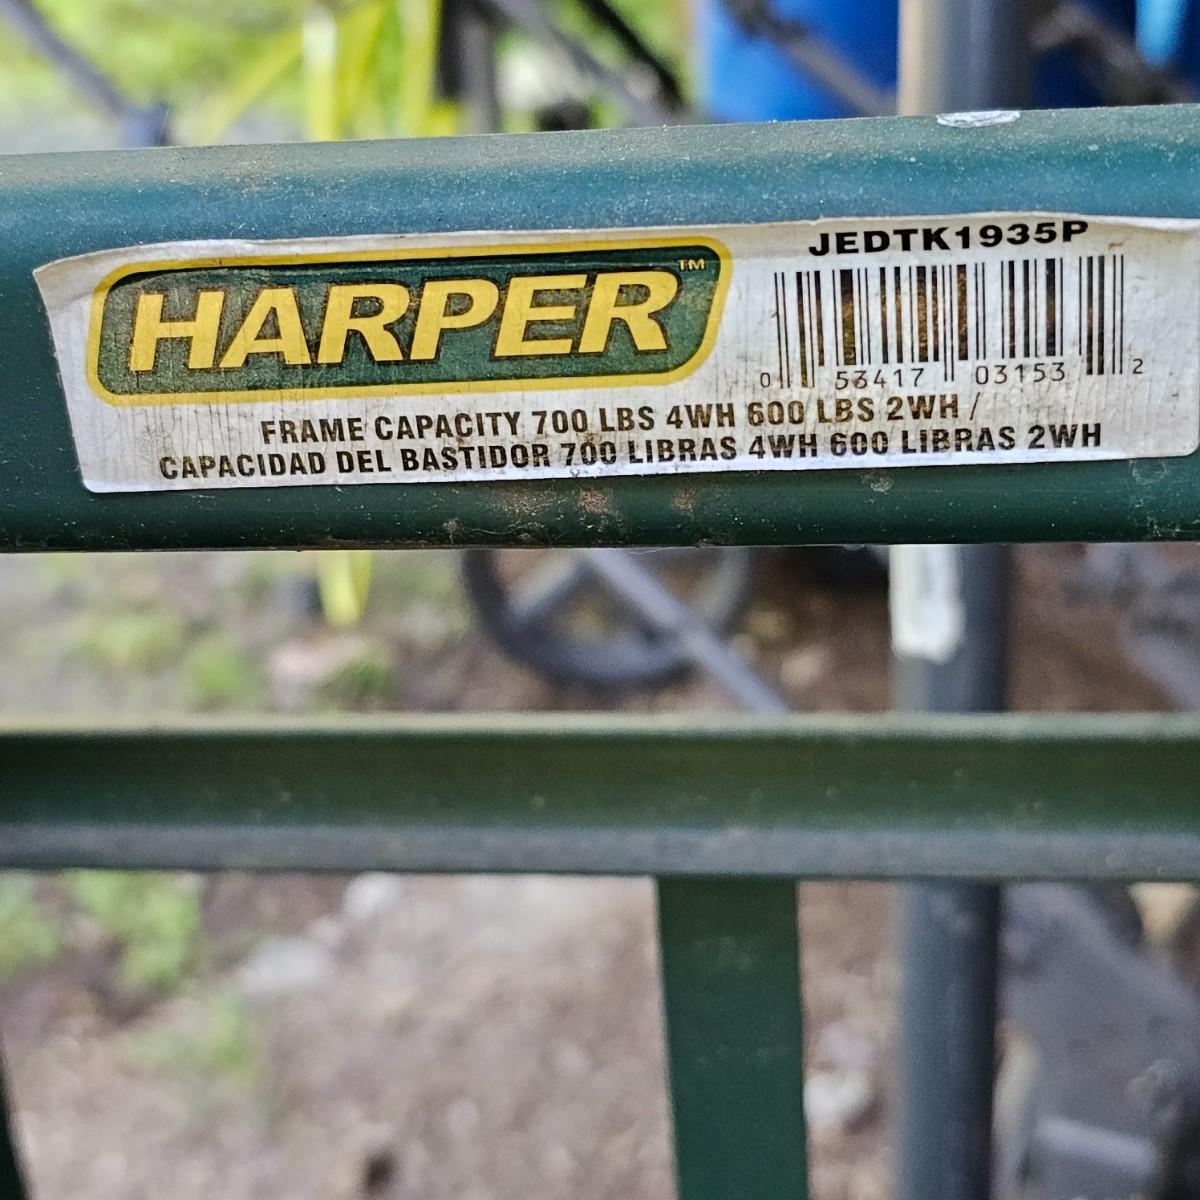 HARPER™
JEDTK1935P
0 53417 03153 2
FRAME CAPACITY 700 LBS 4WH 600 LBS 2WH /
CAPACIDAD DEL BASTIDOR 700 LIBRAS 4WH 600 LIBRAS 2WH